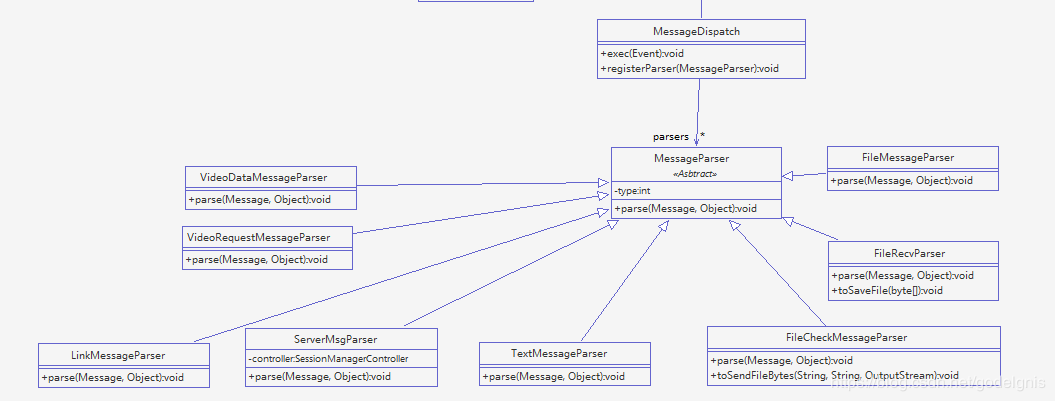 MessageDispatch
+exec(Event):void
+registerParser(MessageParser):void
parsers *
MessageParser
«Asbtract»
-type:int
+parse(Message, Object):void
FileMessageParser
+parse(Message, Object):void
VideoDataMessageParser
+parse(Message, Object):void
VideoRequestMessageParser
+parse(Message, Object):void
FileRecvParser
+parse(Message, Object):void
+toSaveFile(byte[]):void
LinkMessageParser
+parse(Message, Object):void
ServerMsgParser
-controller:SessionManagerController
+parse(Message, Object):void
TextMessageParser
+parse(Message, Object):void
FileCheckMessageParser
+parse(Message, Object):void
+toSendFileBytes(String, String, OutputStream):void
https://blog.csdn.net/godeIgnis